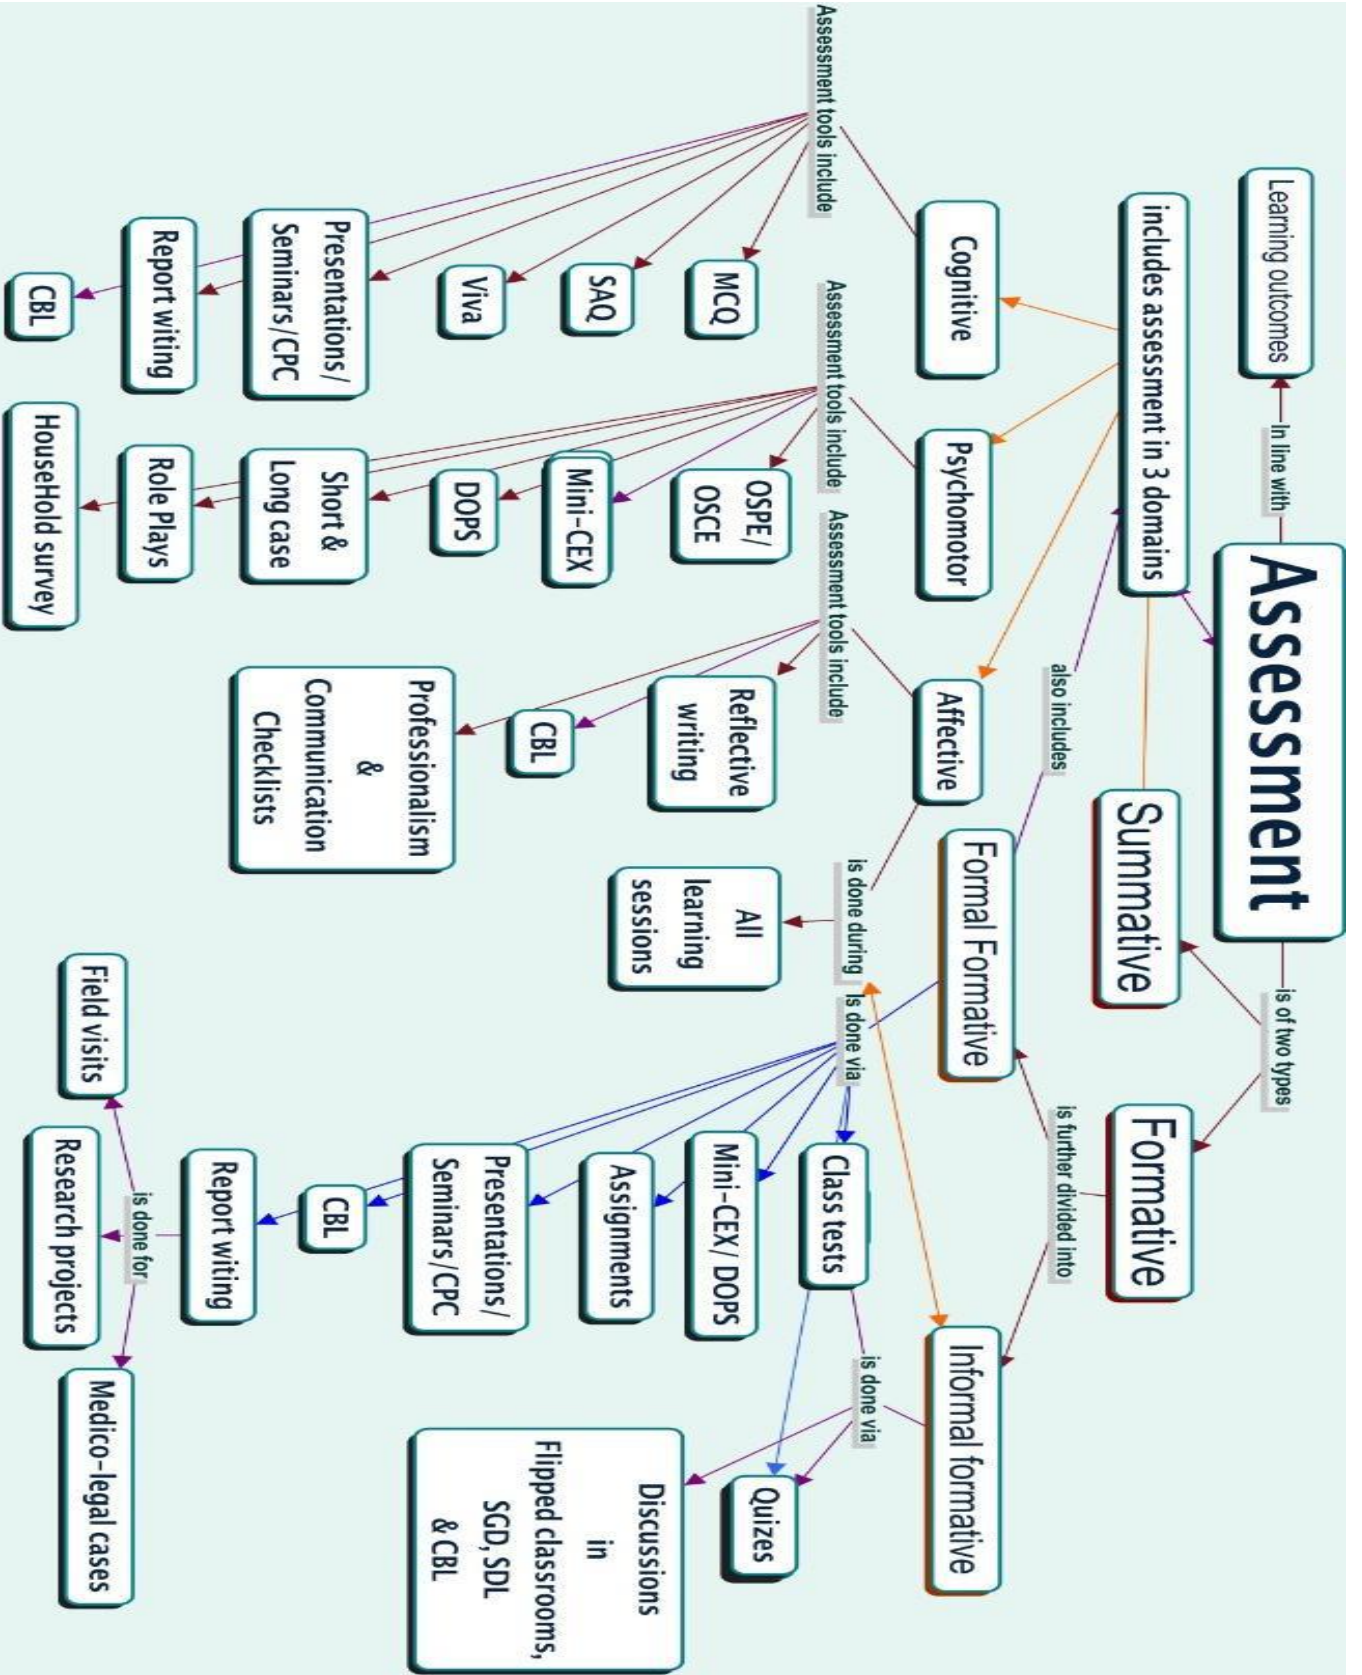 Assessment
In line with
Learning outcomes
is of two types
Summative
Formative
includes assessment in 3 domains
also includes
is further divided into
Formal Formative
Informal formative
Cognitive
Psychomotor
Affective
Assessment tools include
MCQ
SAQ
Viva
Presentations/
Seminars/CPC
Report witing
CBL
Assessment tools include
OSPE/
OSCE
Mini-CEX
DOPS
Short &
Long case
Role Plays
HouseHold survey
Assessment tools include
Reflective
writing
CBL
Professionalism
&
Communication
Checklists
is done during
All
learning
sessions
Is done via
Class tests
Mini-CEX/ DOPS
Assignments
Presentations/
Seminars/CPC
CBL
Report witing
is done for
Field visits
Research projects
Medico-legal cases
is done via
Quizes
Discussions
in
Flipped classrooms,
SGD, SDL
& CBL